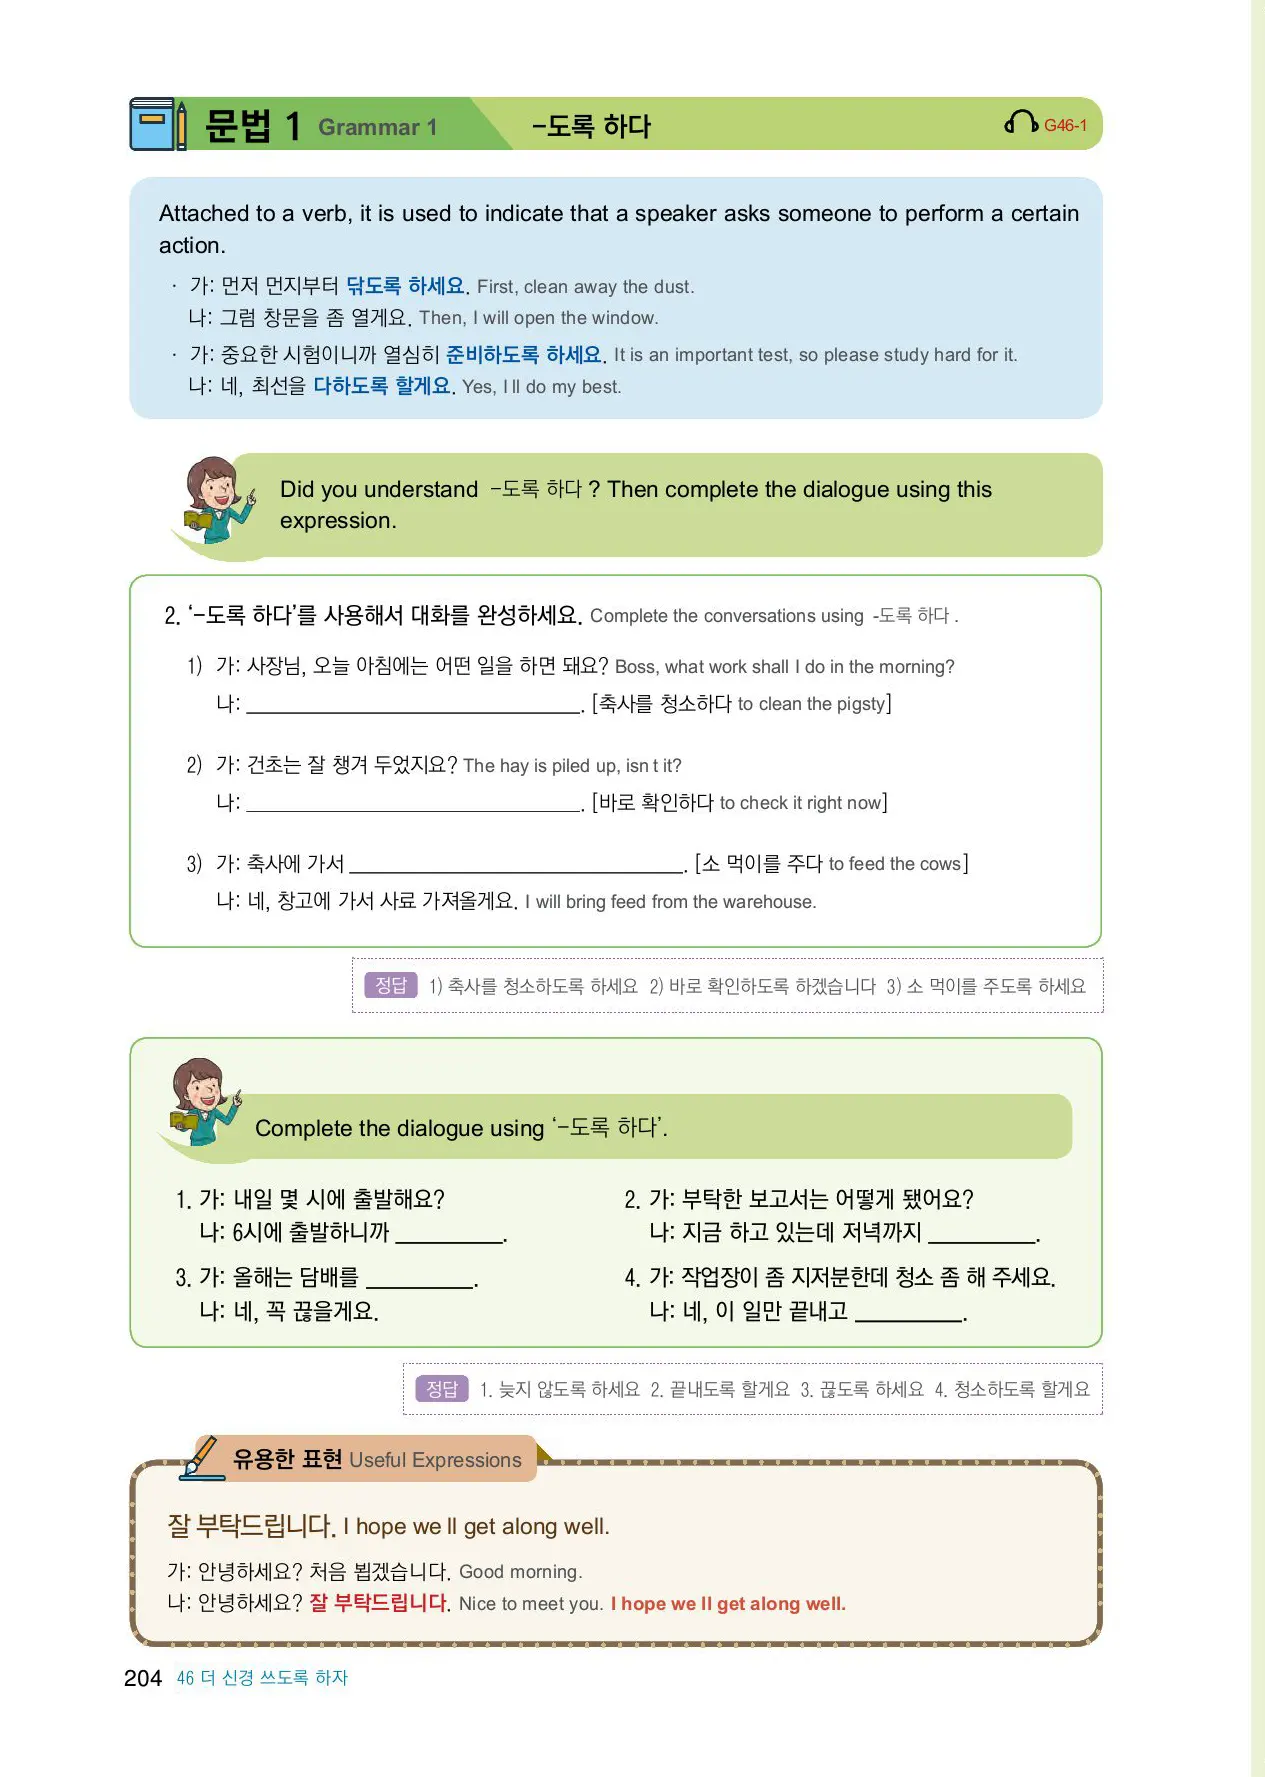 문법 1 Grammar 1 -도록 하다 G46-1
Attached to a verb, it is used to indicate that a speaker asks someone to perform a certain
action.
· 가: 먼저 먼지부터 닦도록 하세요. First, clean away the dust.
나: 그럼 창문을 좀 열게요. Then, I will open the window.
· 가: 중요한 시험이니까 열심히 준비하도록 하세요. It is an important test, so please study hard for it.
나: 네, 최선을 다하도록 할게요. Yes, I ll do my best.
Did you understand -도록 하다 ? Then complete the dialogue using this
expression.
2. ‘-도록 하다’를 사용해서 대화를 완성하세요. Complete the conversations using -도록 하다 .
1) 가: 사장님, 오늘 아침에는 어떤 일을 하면 돼요? Boss, what work shall I do in the morning?
나: ______________________________. [축사를 청소하다 to clean the pigsty]
2) 가: 건초는 잘 챙겨 두었지요? The hay is piled up, isn t it?
나: ______________________________. [바로 확인하다 to check it right now]
3) 가: 축사에 가서 ______________________________. [소 먹이를 주다 to feed the cows]
나: 네, 창고에 가서 사료 가져올게요. I will bring feed from the warehouse.
정답 1) 축사를 청소하도록 하세요 2) 바로 확인하도록 하겠습니다 3) 소 먹이를 주도록 하세요
Complete the dialogue using ‘-도록 하다’.
1. 가: 내일 몇 시에 출발해요?
나: 6시에 출발하니까 __________.
2. 가: 부탁한 보고서는 어떻게 됐어요?
나: 지금 하고 있는데 저녁까지 __________.
3. 가: 올해는 담배를 __________.
나: 네, 꼭 끊을게요.
4. 가: 작업장이 좀 지저분한데 청소 좀 해 주세요.
나: 네, 이 일만 끝내고 __________.
정답 1. 늦지 않도록 하세요 2. 끝내도록 할게요 3. 끊도록 하세요 4. 청소하도록 할게요
유용한 표현 Useful Expressions
잘 부탁드립니다. I hope we ll get along well.
가: 안녕하세요? 처음 뵙겠습니다. Good morning.
나: 안녕하세요? 잘 부탁드립니다. Nice to meet you. I hope we ll get along well.
204 46 더 신경 쓰도록 하자